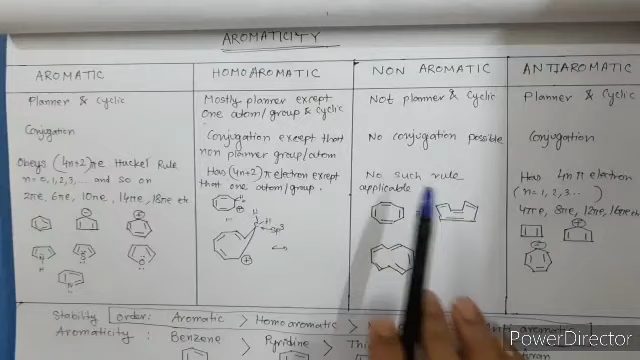 AROMATICITY
AROMATIC
Planner & Cyclic
Conjugation
Obeys (4n+2)πe Huckel Rule
n=0,1,2,3,... and so on
2πe, 6πe, 10πe, 14πe, 18πe etc
HOMOAROMATIC
Mostly planner except
one atom/group & Cyclic
Conjugation except that
non planner group/atom
Has (4n+2)π electron except
that one atom/group.
H
H
sp³
NON AROMATIC
Not planner & Cyclic
No conjugation possible
No such rule
applicable
ANTIAROMATIC
Planner & Cyclic
Conjugation
Has 4nπ electron
(n=1,2,3...)
4πe, 8πe, 12πe, 16πe
N
H
S
O
N
Stability order: Aromatic > Homoaromatic >
Aromaticity : Benzene > Pyridine >
PowerDirector